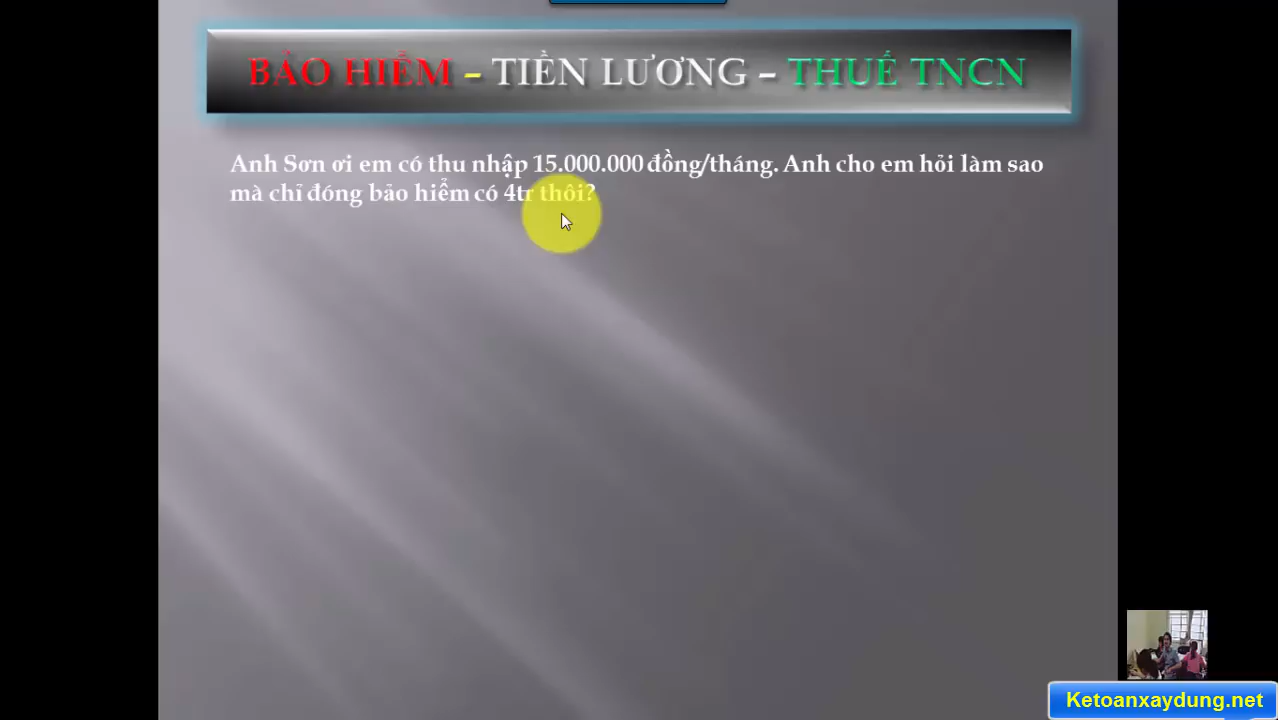 BẢO HIỂM – TIỀN LƯƠNG – THUẾ TNCN
Anh Sơn ơi em có thu nhập 15.000.000 đồng/tháng. Anh cho em hỏi làm sao
mà chỉ đóng bảo hiểm có 4tr thôi?
Ketoanxaydung.net